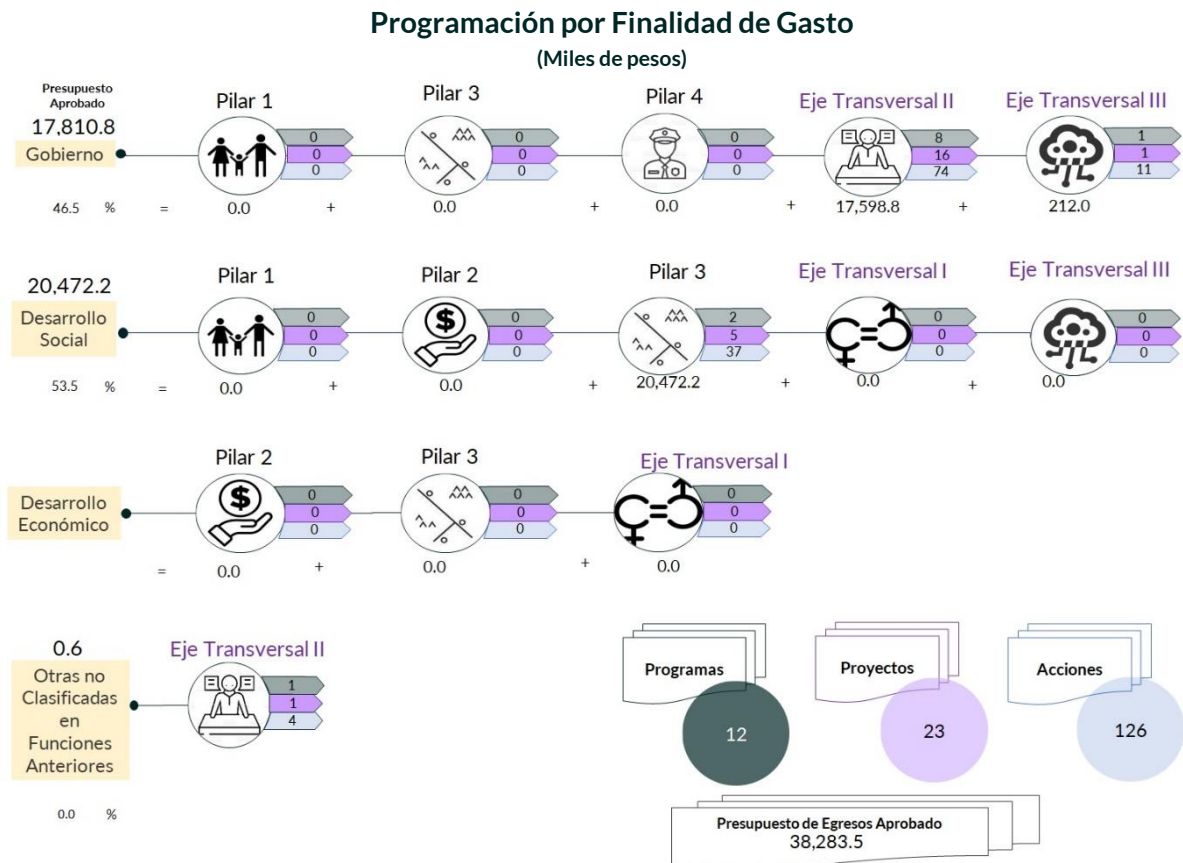 Programación por Finalidad de Gasto
(Miles de pesos)
Presupuesto
Aprobado
17,810.8
Gobierno
46.5 %
=
Pilar 1
0
0
0
0.0
+
Pilar 3
0
0
0
0.0
+
Pilar 4
0
0
0
0.0
+
Eje Transversal II
8
16
74
17,598.8
+
Eje Transversal III
1
1
11
212.0
20,472.2
Desarrollo
Social
53.5 %
=
Pilar 1
0
0
0
0.0
+
Pilar 2
$
0
0
0
0.0
+
Pilar 3
2
5
37
20,472.2
+
Eje Transversal I
0
0
0
0.0
+
Eje Transversal III
0
0
0
0.0
Desarrollo
Económico
=
Pilar 2
$
0
0
0
0.0
+
Pilar 3
0
0
0
0.0
+
Eje Transversal I
0
0
0
0.0
0.6
Otras no
Clasificadas
en
Funciones
Anteriores
0.0 %
Eje Transversal II
1
1
4
Programas
12
Proyectos
23
Acciones
126
Presupuesto de Egresos Aprobado
38,283.5